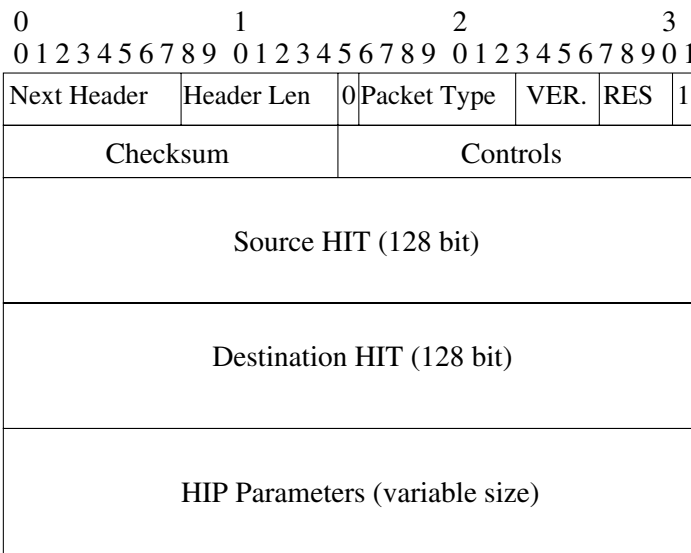 0 1 2 3
0 1 2 3 4 5 6 7 8 9 0 1 2 3 4 5 6 7 8 9 0 1 2 3 4 5 6 7 8 9 0 1
Next Header Header Len 0 Packet Type VER. RES 1
Checksum Controls
Source HIT (128 bit)
Destination HIT (128 bit)
HIP Parameters (variable size)